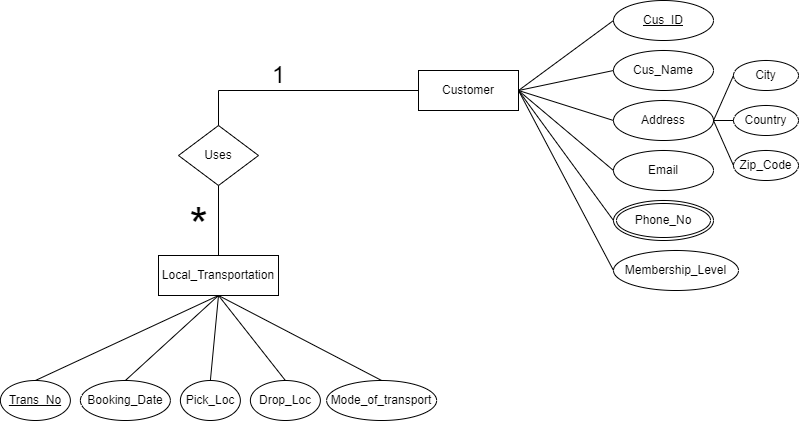 Cus_ID
1
Customer
Cus_Name
City
Address
Country
Uses
Email
Zip_Code
*
Phone_No
Local_Transportation
Membership_Level
Trans_No
Booking_Date
Pick_Loc
Drop_Loc
Mode_of_transport